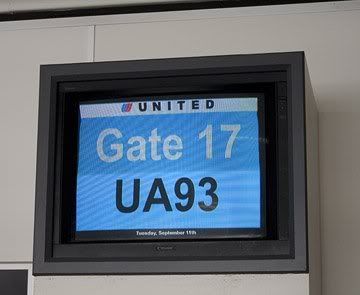 UNITED
Gate 17
UA93
Tuesday, September 11th